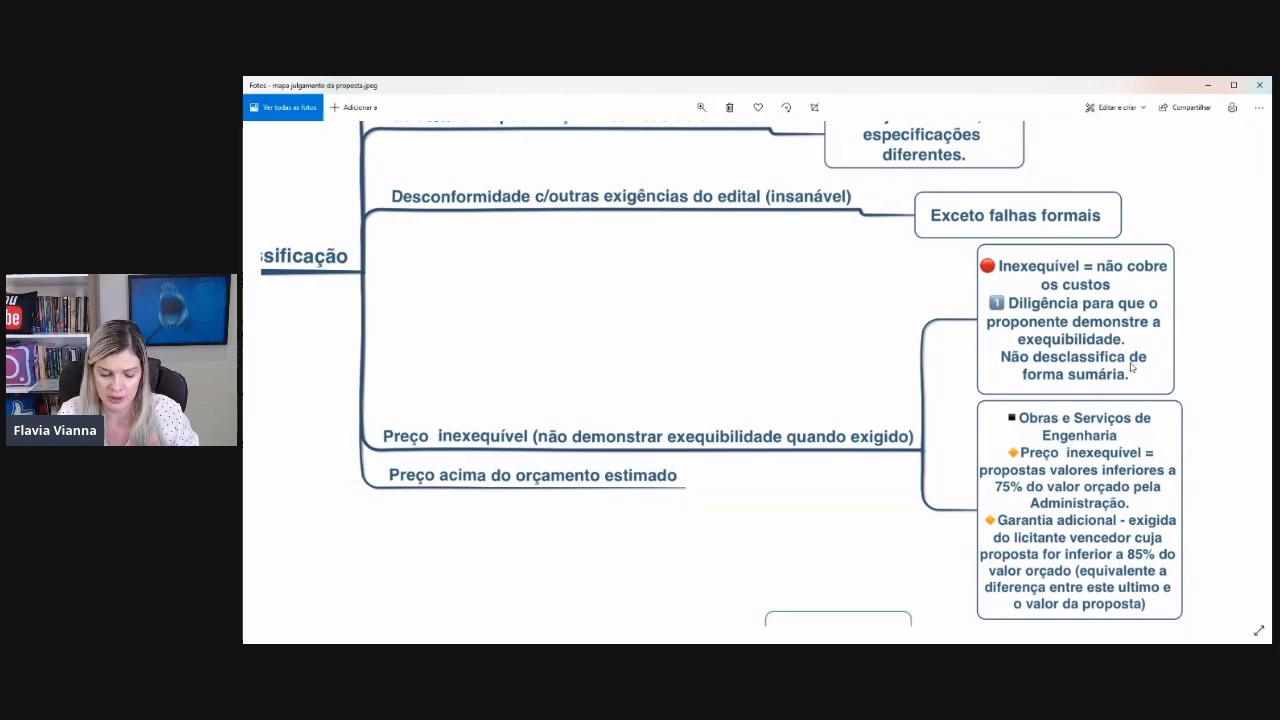 Fotos - mapa julgamento da proposta.jpeg
Ver todas as fotos
Adicionar a
Editar e criar
Compartilhar
especificações
diferentes.
Desconformidade c/outras exigências do edital (insanável)
Exceto falhas formais
ssificação
Inexequível = não cobre
os custos
1 Diligência para que o
proponente demonstre a
exequibilidade.
Não desclassifica de
forma sumária.
Preço inexequível (não demonstrar exequibilidade quando exigido)
Preço acima do orçamento estimado
Obras e Serviços de
Engenharia
Preço inexequível =
propostas valores inferiores a
75% do valor orçado pela
Administração.
Garantia adicional - exigida
do licitante vencedor cuja
proposta for inferior a 85% do
valor orçado (equivalente a
diferença entre este ultimo e
o valor da proposta)
Flavia Vianna